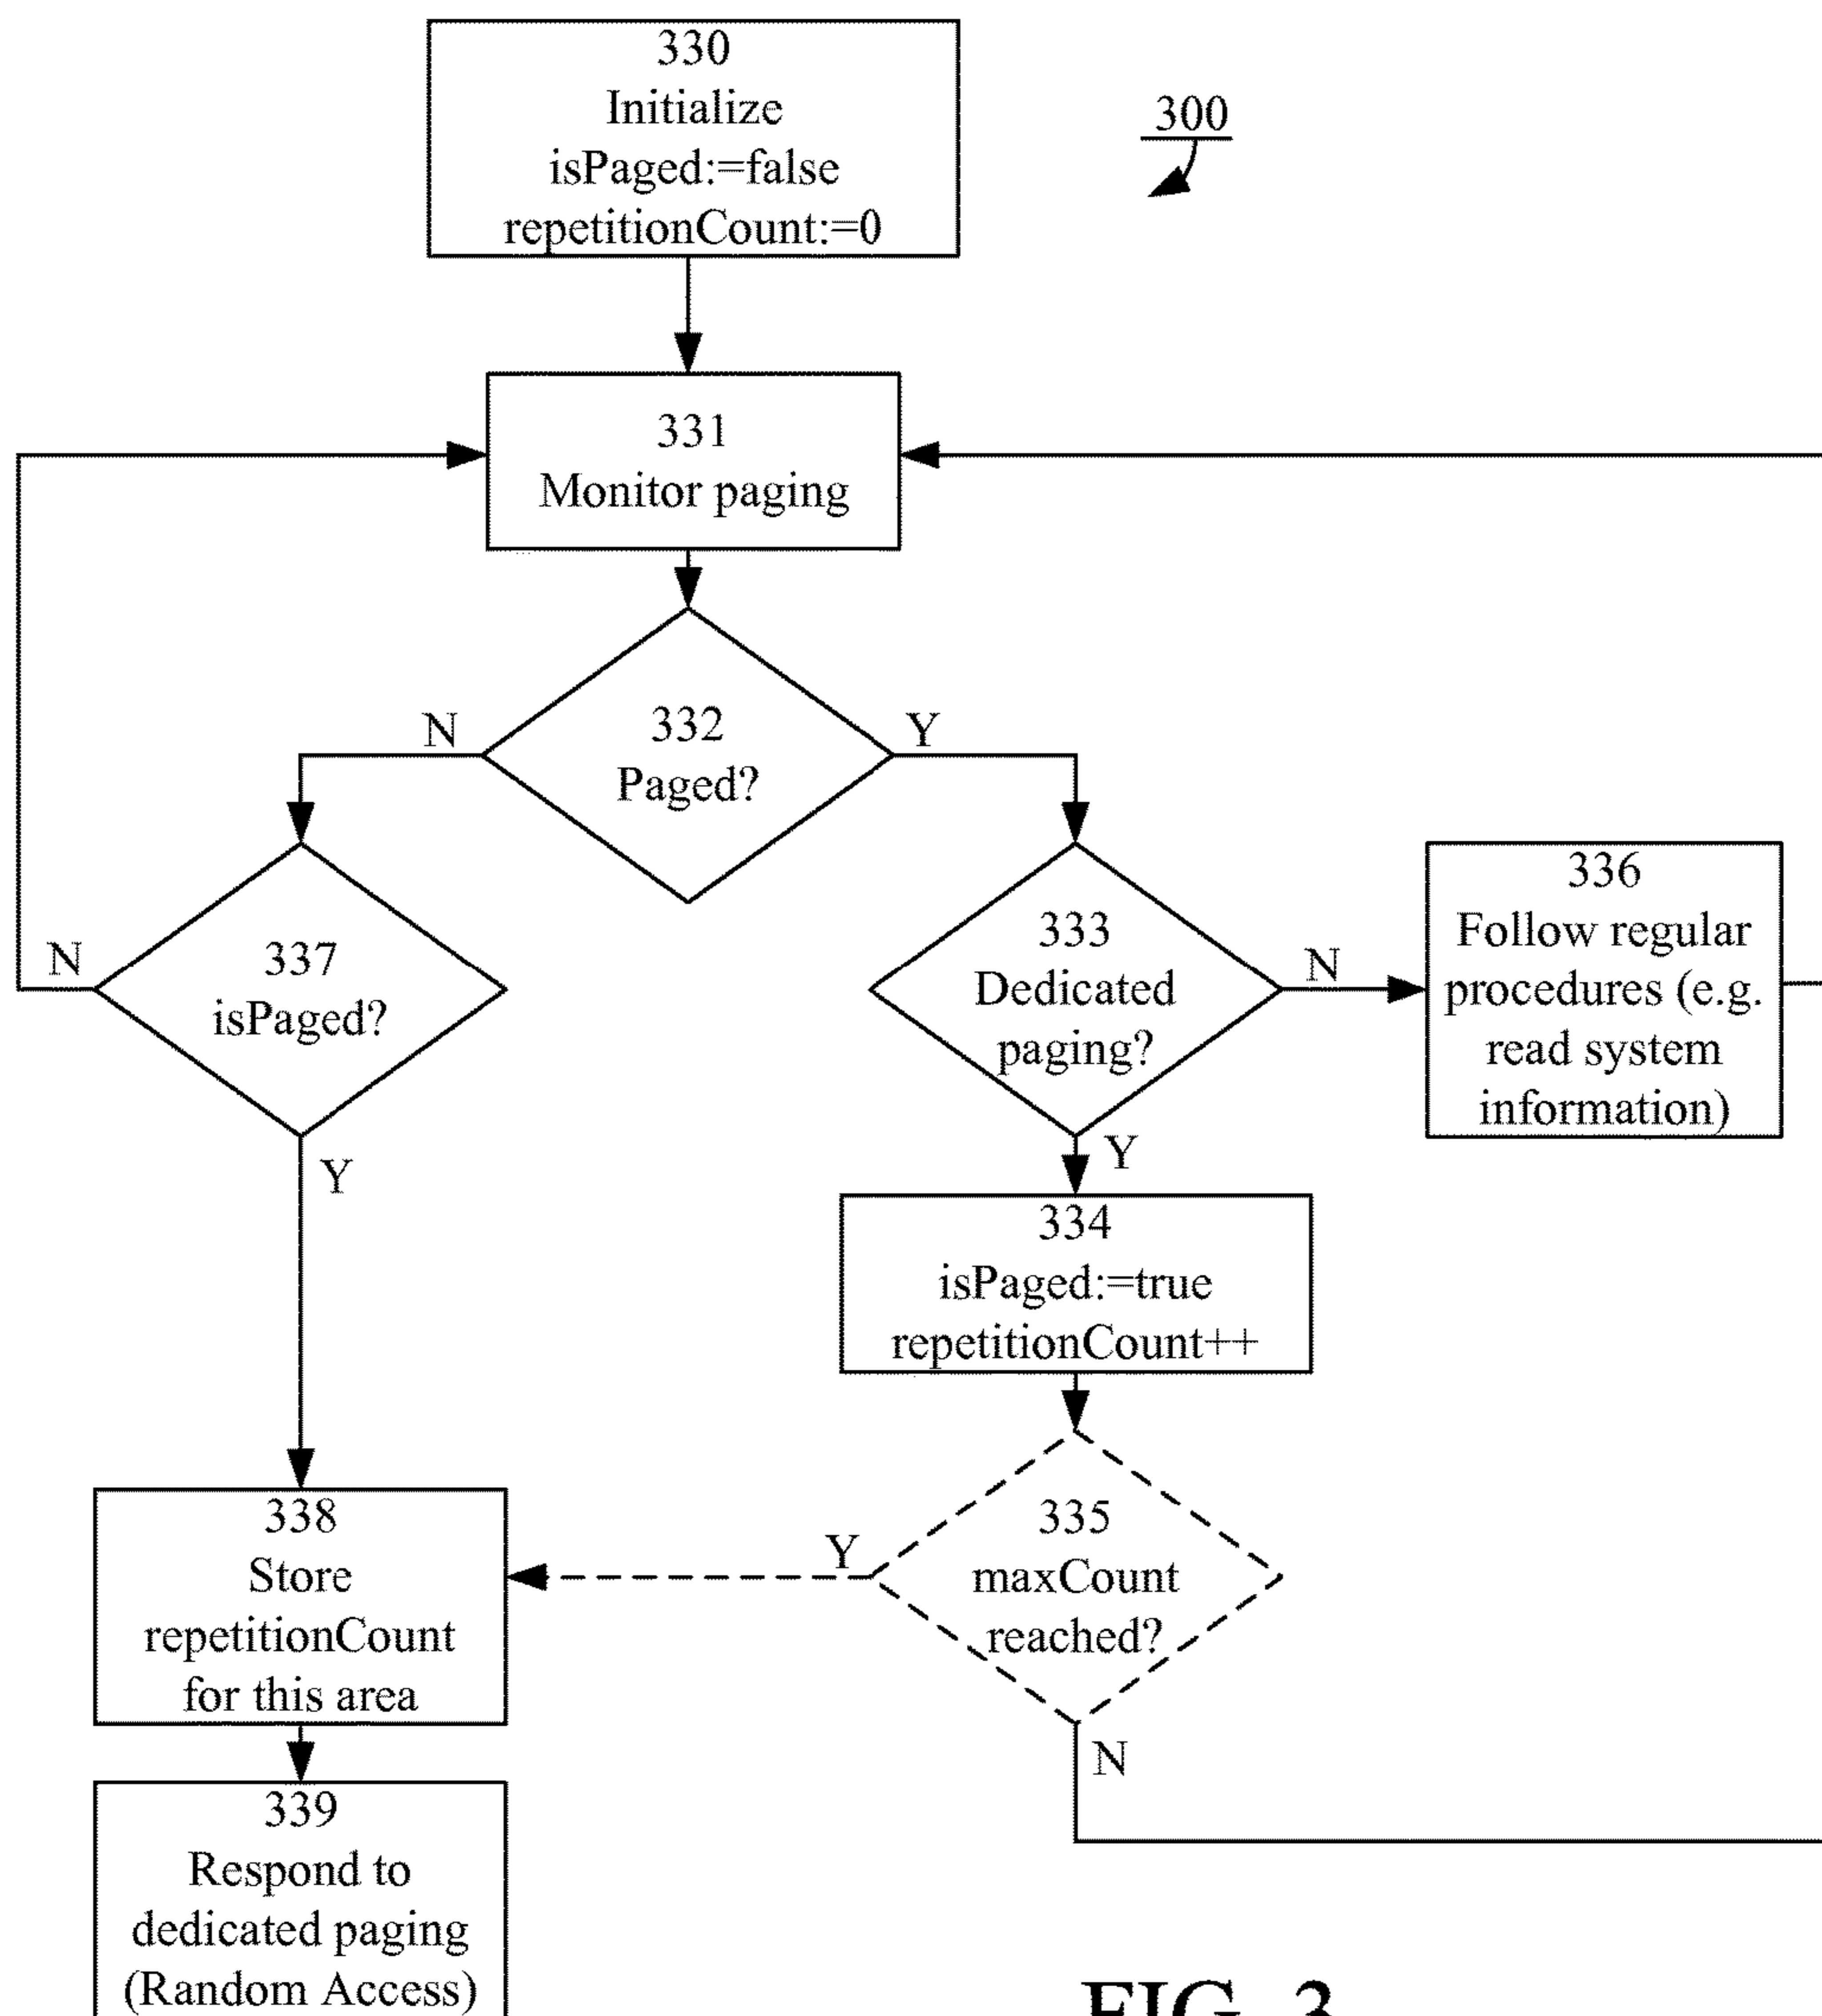 330
Initialize
isPaged:=false
repetitionCount:=0
300
331
Monitor paging
N
332
Paged?
Y
337
isPaged?
N
Y
333
Dedicated
paging?
N
Y
336
Follow regular
procedures (e.g.
read system
information)
334
isPaged:=true
repetitionCount++
335
maxCount
reached?
Y
N
338
Store
repetitionCount
for this area
339
Respond to
dedicated paging
(Random Access)
FIG. 3